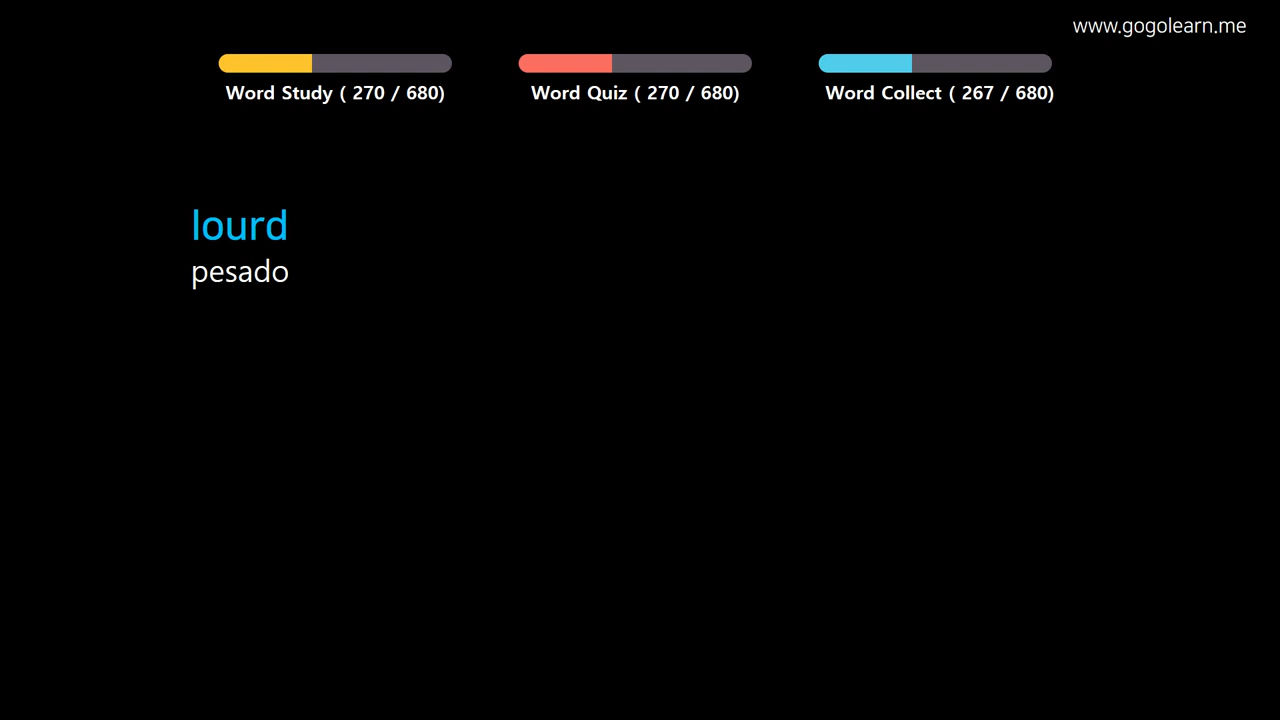 www.gogolearn.me
Word Study ( 270 / 680)
Word Quiz ( 270 / 680)
Word Collect ( 267 / 680)
lourd
pesado